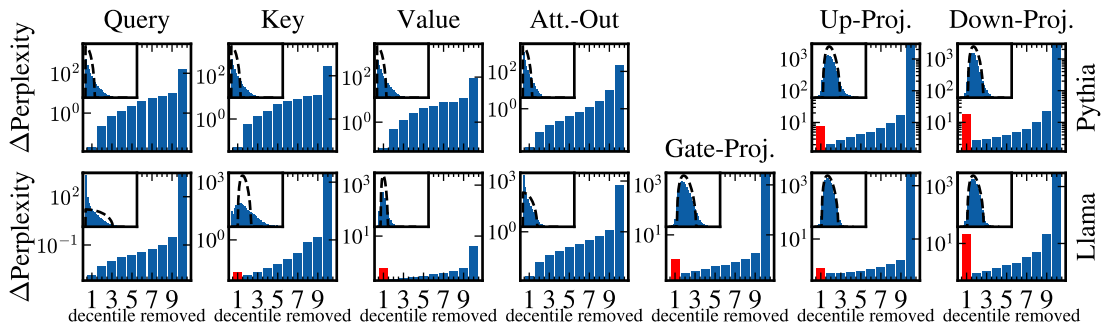 Query Key Value Att.-Out Up-Proj. Down-Proj.
ΔPerplexity 10² 10⁰ 10² 10⁰ 10² 10⁰ 10² 10⁰ 10³ 10¹ 10³ 10¹ Pythia
Gate-Proj.
ΔPerplexity 10² 10⁻¹ 10³ 10⁰ 10³ 10¹ 10² 10⁰ 10³ 10¹ 10³ 10¹ 10³ 10¹ Llama
1 3 5 7 9 1 3 5 7 9 1 3 5 7 9 1 3 5 7 9 1 3 5 7 9 1 3 5 7 9 1 3 5 7 9
decentile removed decentile removed decentile removed decentile removed decentile removed decentile removed decentile removed